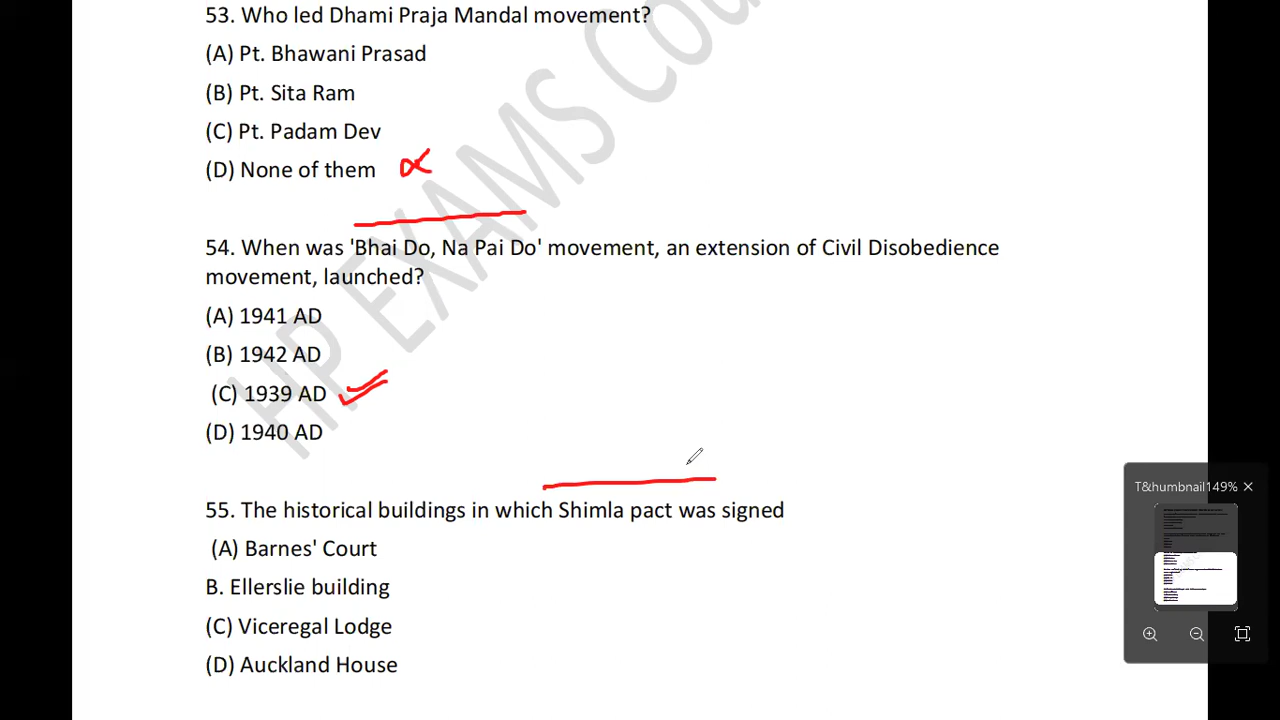 53. Who led Dhami Praja Mandal movement?
(A) Pt. Bhawani Prasad
(B) Pt. Sita Ram
(C) Pt. Padam Dev
(D) None of them
54. When was 'Bhai Do, Na Pai Do' movement, an extension of Civil Disobedience
movement, launched?
(A) 1941 AD
(B) 1942 AD
(C) 1939 AD
(D) 1940 AD
55. The historical buildings in which Shimla pact was signed
(A) Barnes' Court
B. Ellerslie building
(C) Viceregal Lodge
(D) Auckland House
HP EXAMS
T&humbnail149%